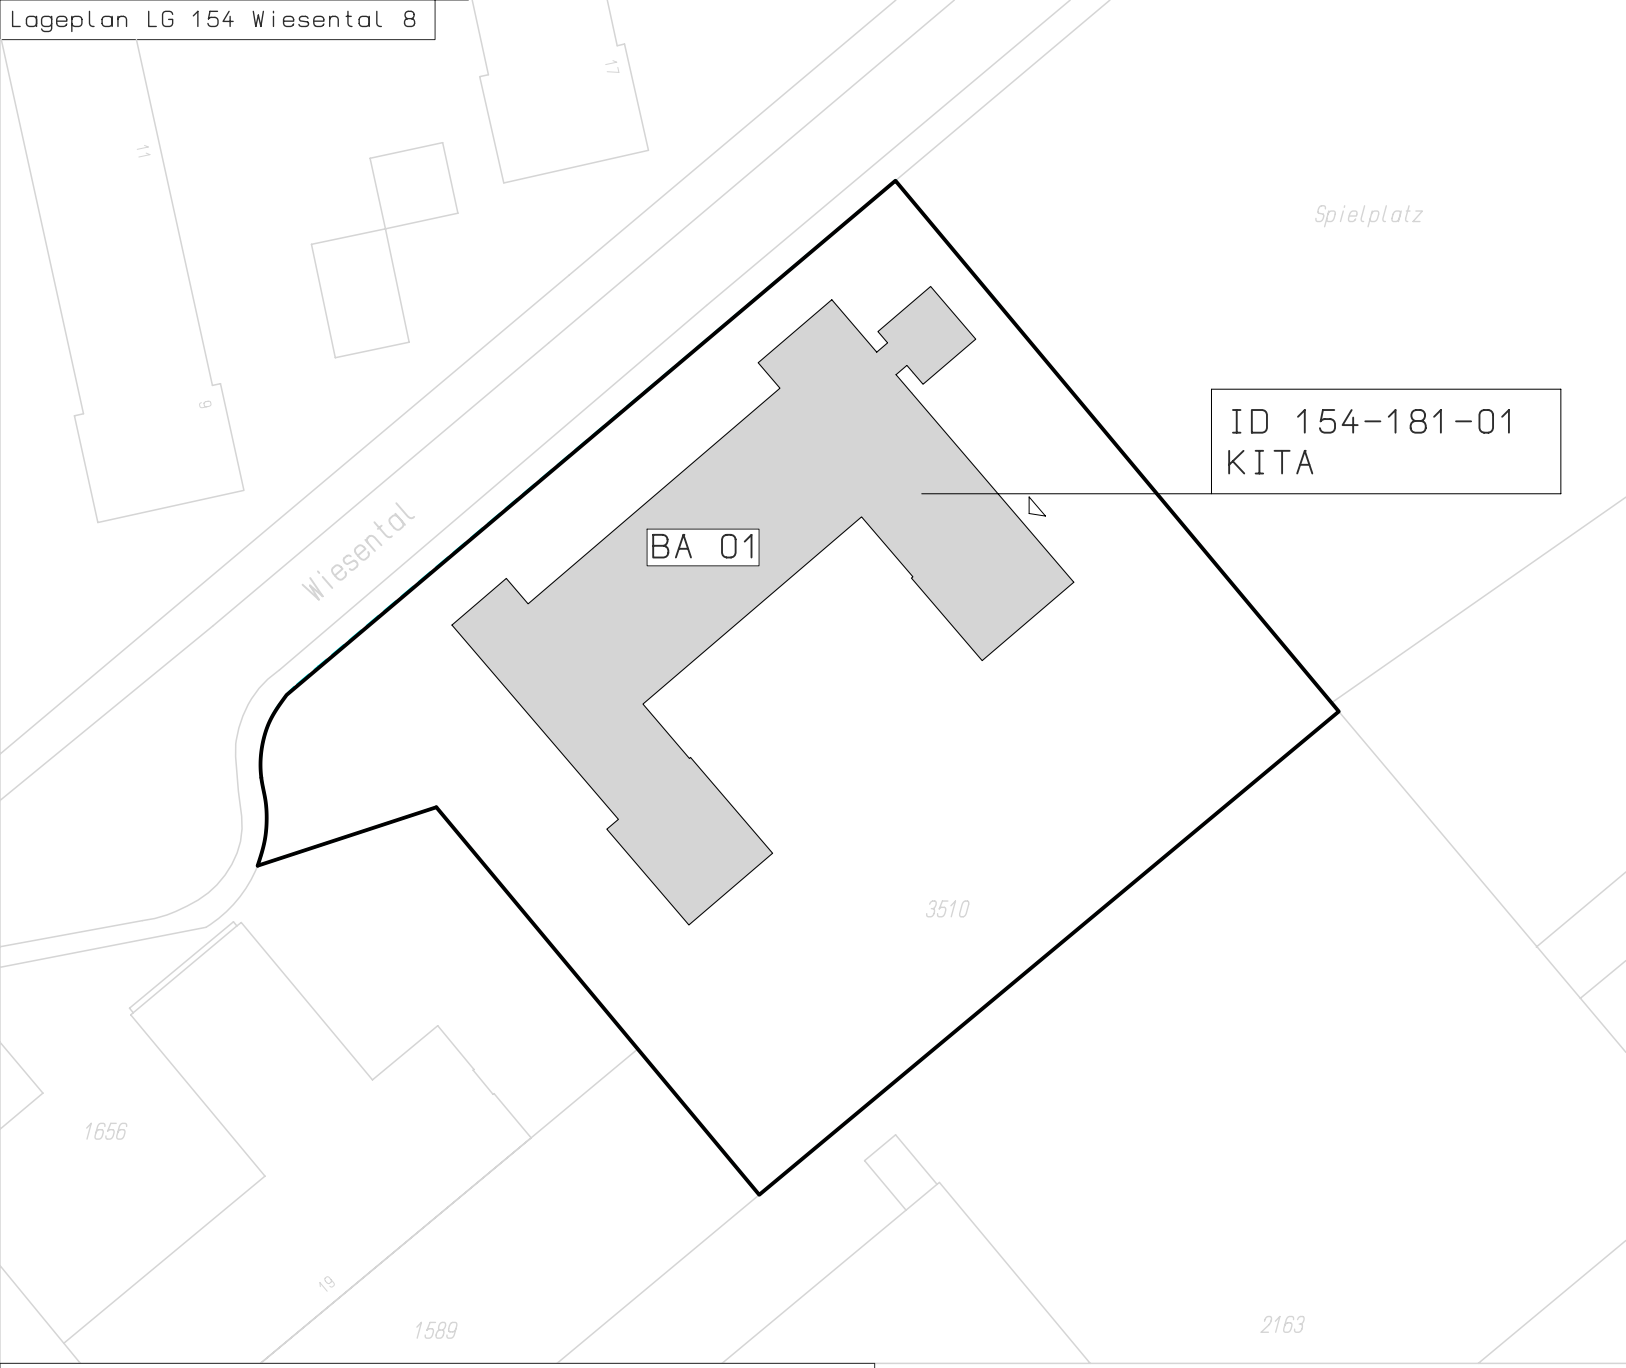 Lageplan LG 154 Wiesental 8
17
11
Spielplatz
9
ID 154-181-01
KITA
Wiesental
BA 01
3510
1656
19
1589
2163